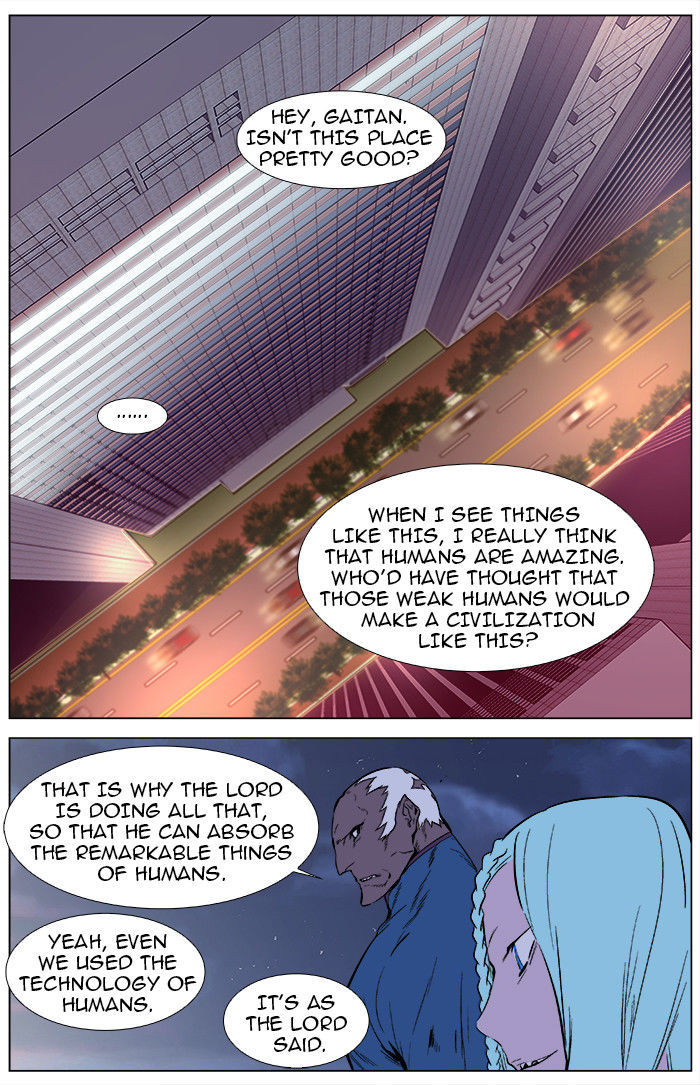 HEY, GAITAN.
ISN'T THIS PLACE
PRETTY GOOD?
......
WHEN I SEE THINGS
LIKE THIS, I REALLY THINK
THAT HUMANS ARE AMAZING.
WHO'D HAVE THOUGHT THAT
THOSE WEAK HUMANS WOULD
MAKE A CIVILIZATION
LIKE THIS?
THAT IS WHY THE LORD
IS DOING ALL THAT,
SO THAT HE CAN ABSORB
THE REMARKABLE THINGS
OF HUMANS.
YEAH, EVEN
WE USED THE
TECHNOLOGY OF
HUMANS.
IT'S AS
THE LORD
SAID.